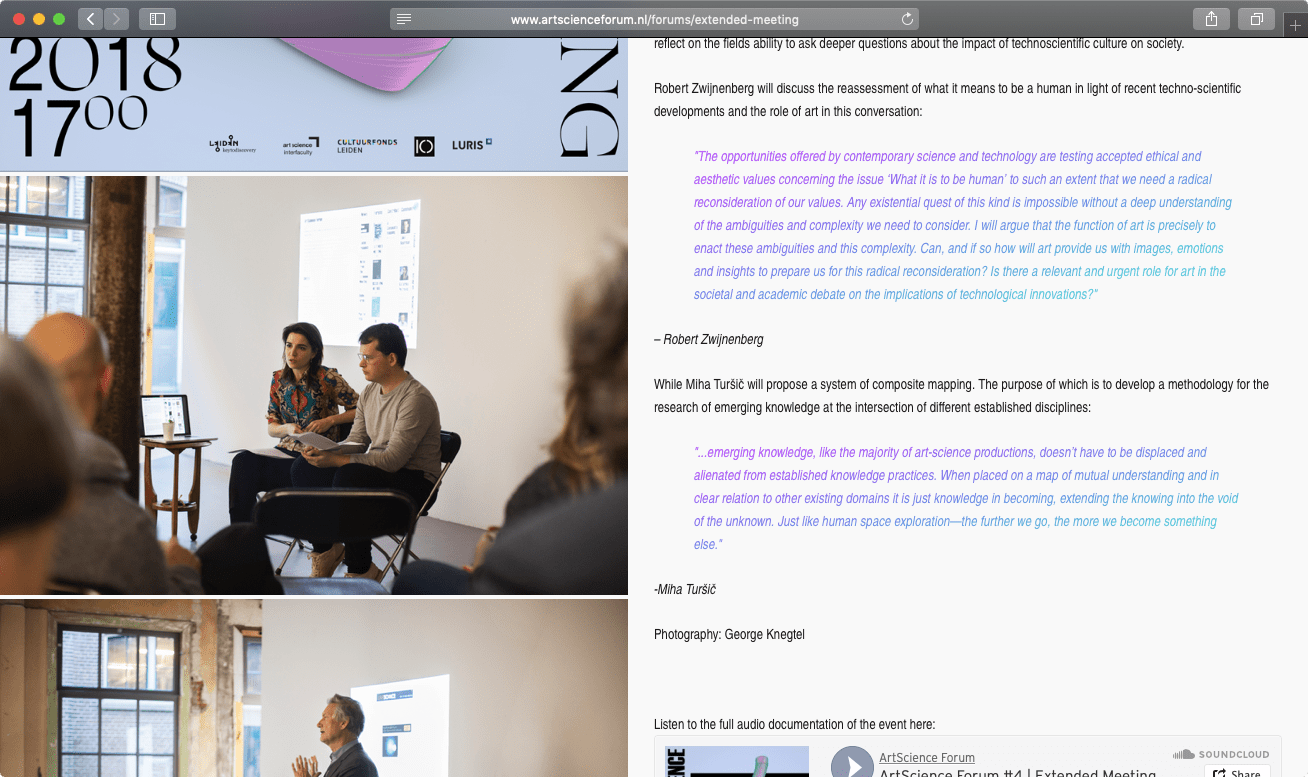 www.artscienceforum.nl/forums/extended-meeting
2018
17⁰⁰
NG
LEIDEN
keytodiscovery
art science
interfaculty
CULTUURFONDS
LEIDEN
LURIS
reflect on the fields ability to ask deeper questions about the impact of technoscientific culture on society.
Robert Zwijnenberg will discuss the reassessment of what it means to be a human in light of recent techno-scientific
developments and the role of art in this conversation:
"The opportunities offered by contemporary science and technology are testing accepted ethical and
aesthetic values concerning the issue ‘What it is to be human’ to such an extent that we need a radical
reconsideration of our values. Any existential quest of this kind is impossible without a deep understanding
of the ambiguities and complexity we need to consider. I will argue that the function of art is precisely to
enact these ambiguities and this complexity. Can, and if so how will art provide us with images, emotions
and insights to prepare us for this radical reconsideration? Is there a relevant and urgent role for art in the
societal and academic debate on the implications of technological innovations?"
– Robert Zwijnenberg
While Miha Turšič will propose a system of composite mapping. The purpose of which is to develop a methodology for the
research of emerging knowledge at the intersection of different established disciplines:
"...emerging knowledge, like the majority of art-science productions, doesn’t have to be displaced and
alienated from established knowledge practices. When placed on a map of mutual understanding and in
clear relation to other existing domains it is just knowledge in becoming, extending the knowing into the void
of the unknown. Just like human space exploration—the further we go, the more we become something
else."
-Miha Turšič
Photography: George Knegtel
Listen to the full audio documentation of the event here:
ArtScience Forum
SOUNDCLOUD
ArtScience Forum #4 | Extended Meeting
Share